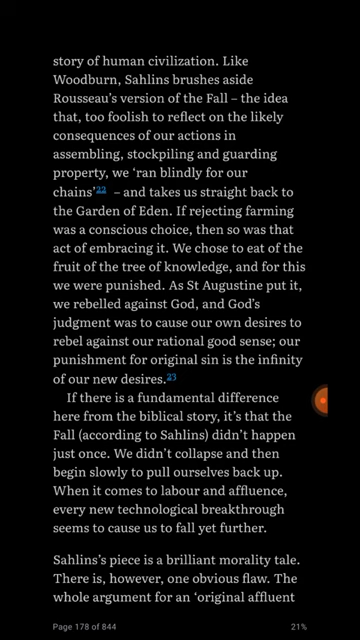 story of human civilization. Like
Woodburn, Sahlins brushes aside
Rousseau's version of the Fall – the idea
that, too foolish to reflect on the likely
consequences of our actions in
assembling, stockpiling and guarding
property, we ‘ran blindly for our
chains’22 – and takes us straight back to
the Garden of Eden. If rejecting farming
was a conscious choice, then so was that
act of embracing it. We chose to eat of the
fruit of the tree of knowledge, and for this
we were punished. As St Augustine put it,
we rebelled against God, and God's
judgment was to cause our own desires to
rebel against our rational good sense; our
punishment for original sin is the infinity
of our new desires.23
If there is a fundamental difference
here from the biblical story, it's that the
Fall (according to Sahlins) didn't happen
just once. We didn't collapse and then
begin slowly to pull ourselves back up.
When it comes to labour and affluence,
every new technological breakthrough
seems to cause us to fall yet further.
Sahlins's piece is a brilliant morality tale.
There is, however, one obvious flaw. The
whole argument for an ‘original affluent
Page 178 of 844
21%